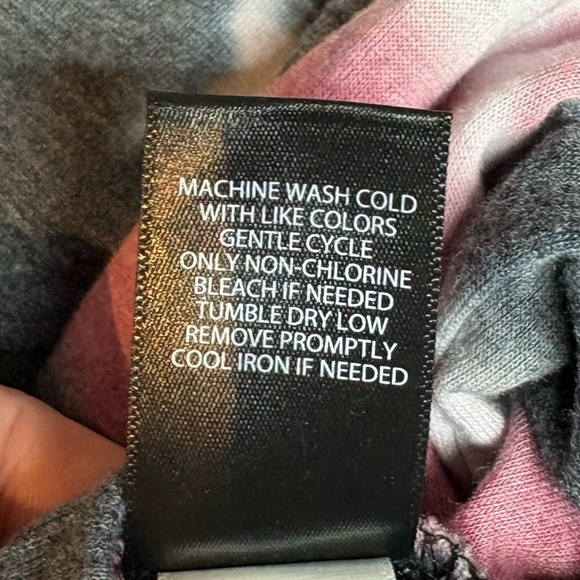 MACHINE WASH COLD
WITH LIKE COLORS
GENTLE CYCLE
ONLY NON-CHLORINE
BLEACH IF NEEDED
TUMBLE DRY LOW
REMOVE PROMPTLY
COOL IRON IF NEEDED